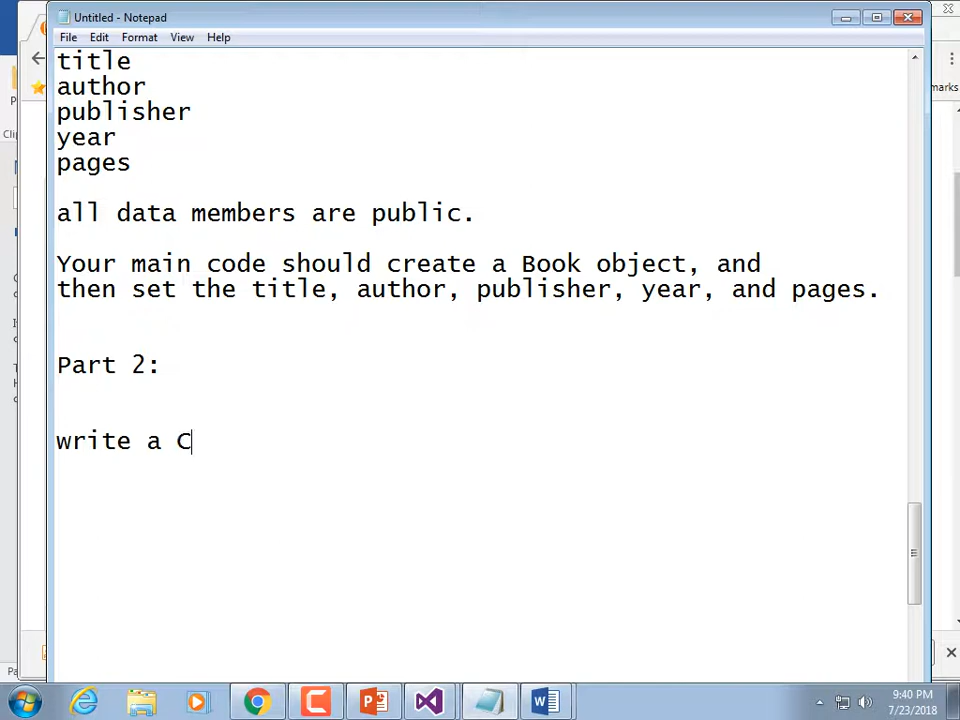 Untitled - Notepad
File Edit Format View Help
title
author
publisher
year
pages
all data members are public.
Your main code should create a Book object, and
then set the title, author, publisher, year, and pages.
Part 2:
write a C
marks
Clip
9:40 PM
7/23/2018